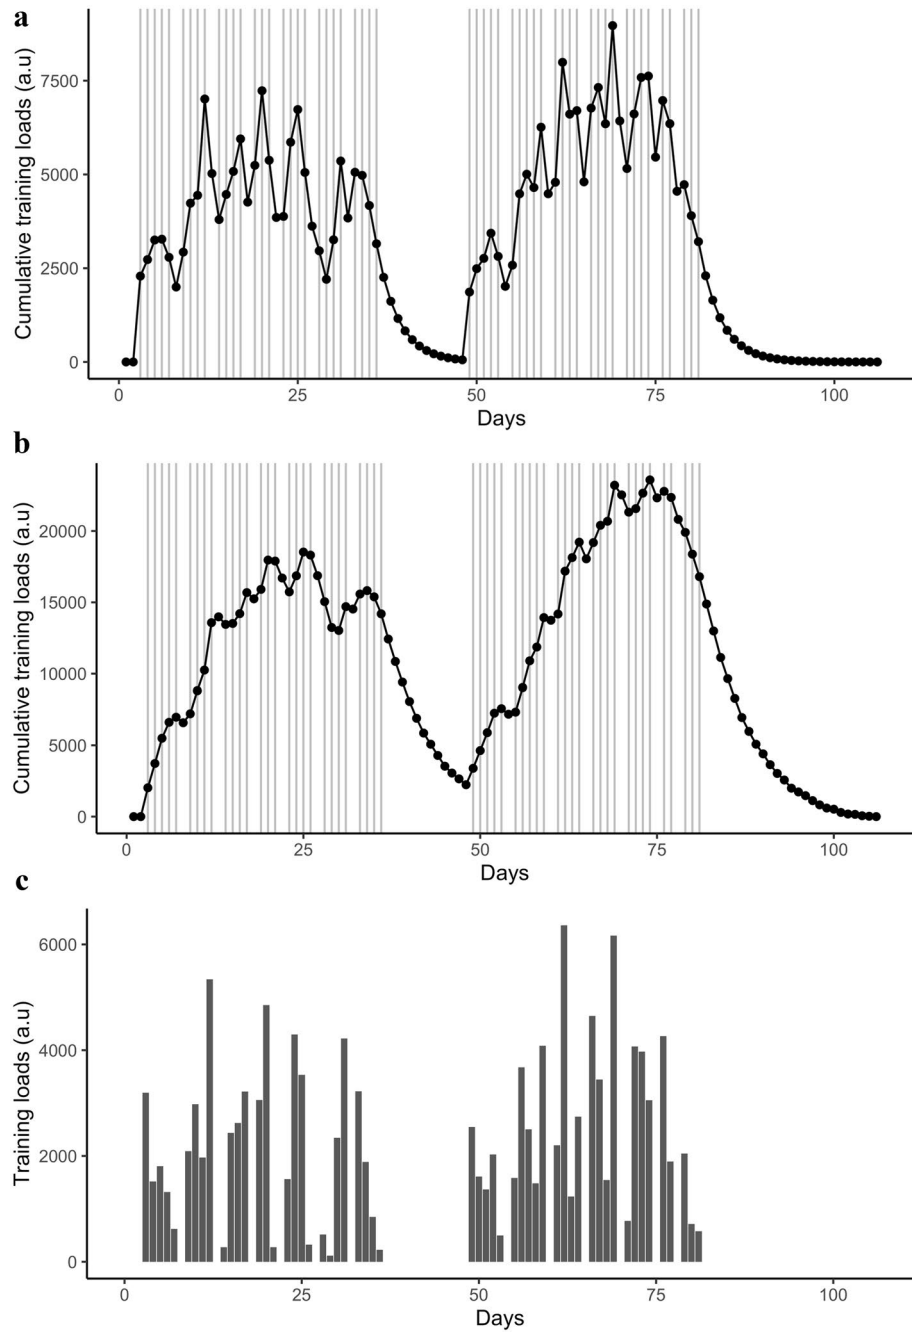 a
Cumulative training loads (a.u)
7500
5000
2500
0
0 25 50 75 100
Days
b
Cumulative training loads (a.u)
20000
15000
10000
5000
0
0 25 50 75 100
Days
c
Training loads (a.u)
6000
4000
2000
0
0 25 50 75 100
Days